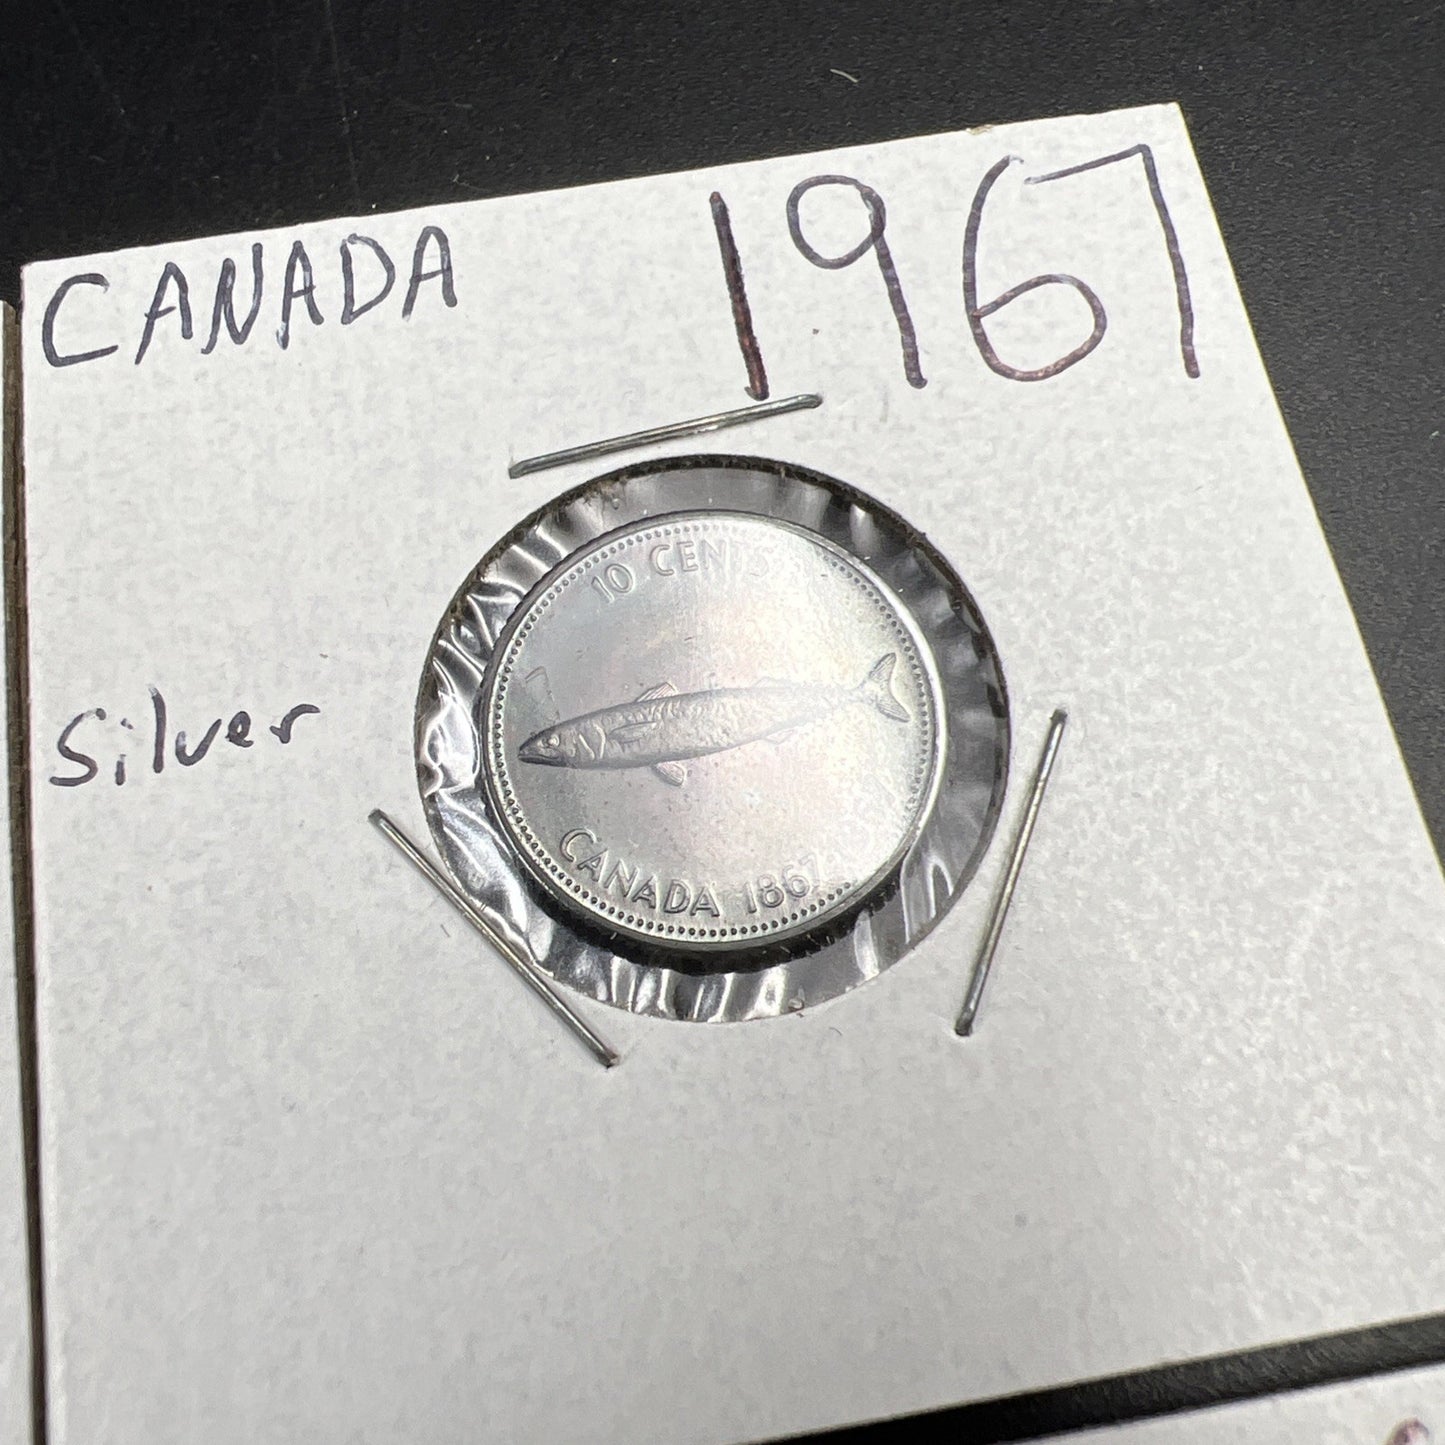 CANADA 1967
Silver
10 CENTS
CANADA 1867-